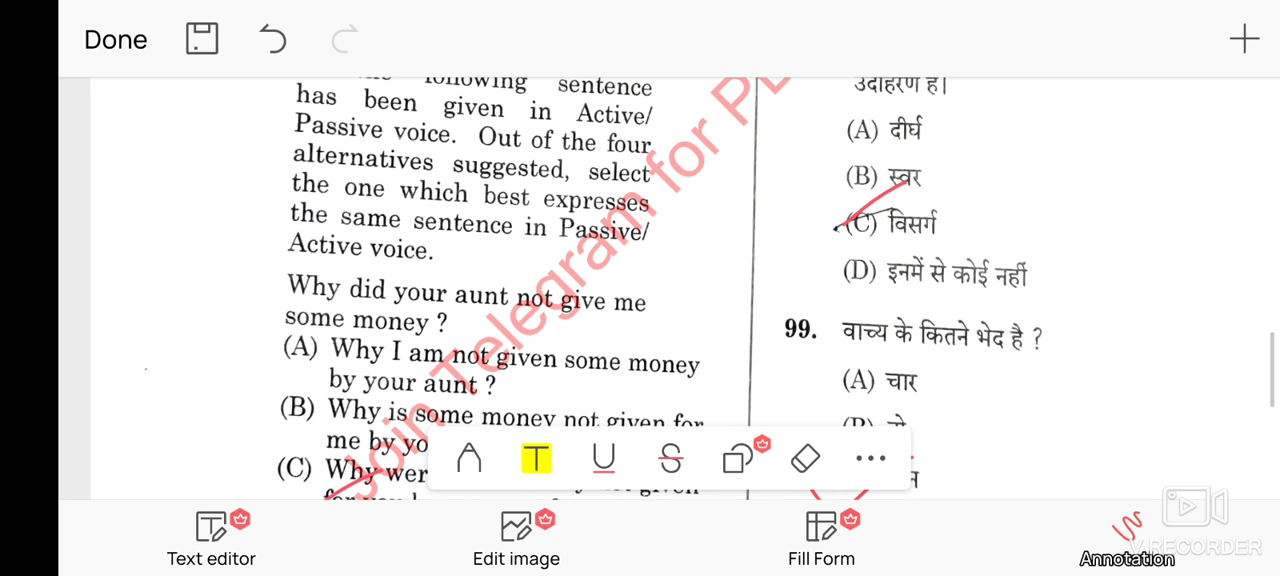 Done
following sentence
has been given in Active/
Passive voice. Out of the four
alternatives suggested, select
the one which best expresses
the same sentence in Passive/
Active voice.
Why did your aunt not give me
some money ?
(A) Why I am not given some money
by your aunt ?
(B) Why is some money not given for
me by
(C) Why
उदाहरण है।
(A) दीर्घ
(B) स्वर
(C) विसर्ग
(D) इनमें से कोई नहीं
99. वाच्य के कितने भेद है ?
(A) चार
Join Telegram for
T
U
S
Text editor
Edit image
Fill Form
Annotation
V RECORDER